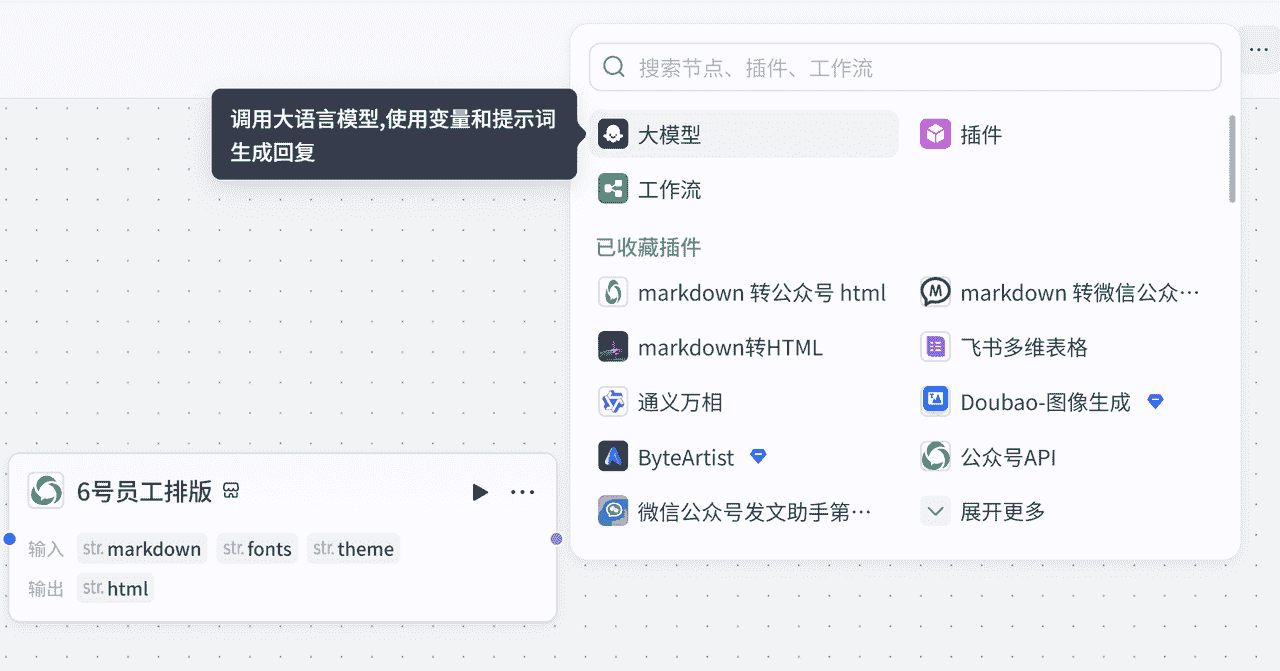 搜索节点、插件、工作流
调用大语言模型,使用变量和提示词
生成回复
大模型
插件
工作流
已收藏插件
markdown 转公众号 html
markdown 转微信公众…
markdown转HTML
飞书多维表格
通义万相
Doubao-图像生成
ByteArtist
公众号API
微信公众号发文助手第…
展开更多
6号员工排版
输入 str. markdown str. fonts str. theme
输出 str. html